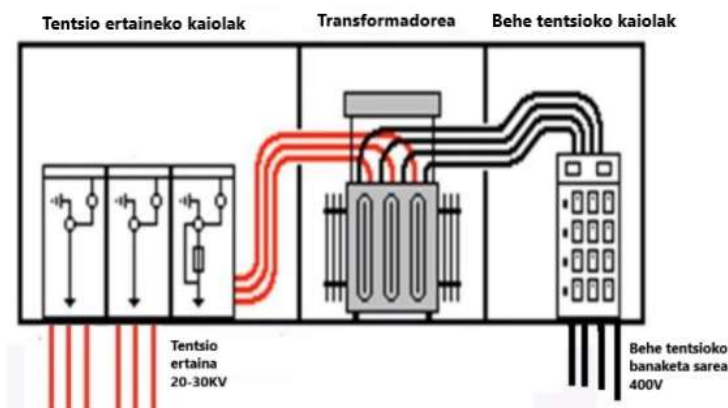 Tentsio ertaineko kaiolak
Transformadorea
Behe tentsioko kaiolak
Tentsio
ertaina
20-30KV
Behe tentsioko
banaketa sarea
400V